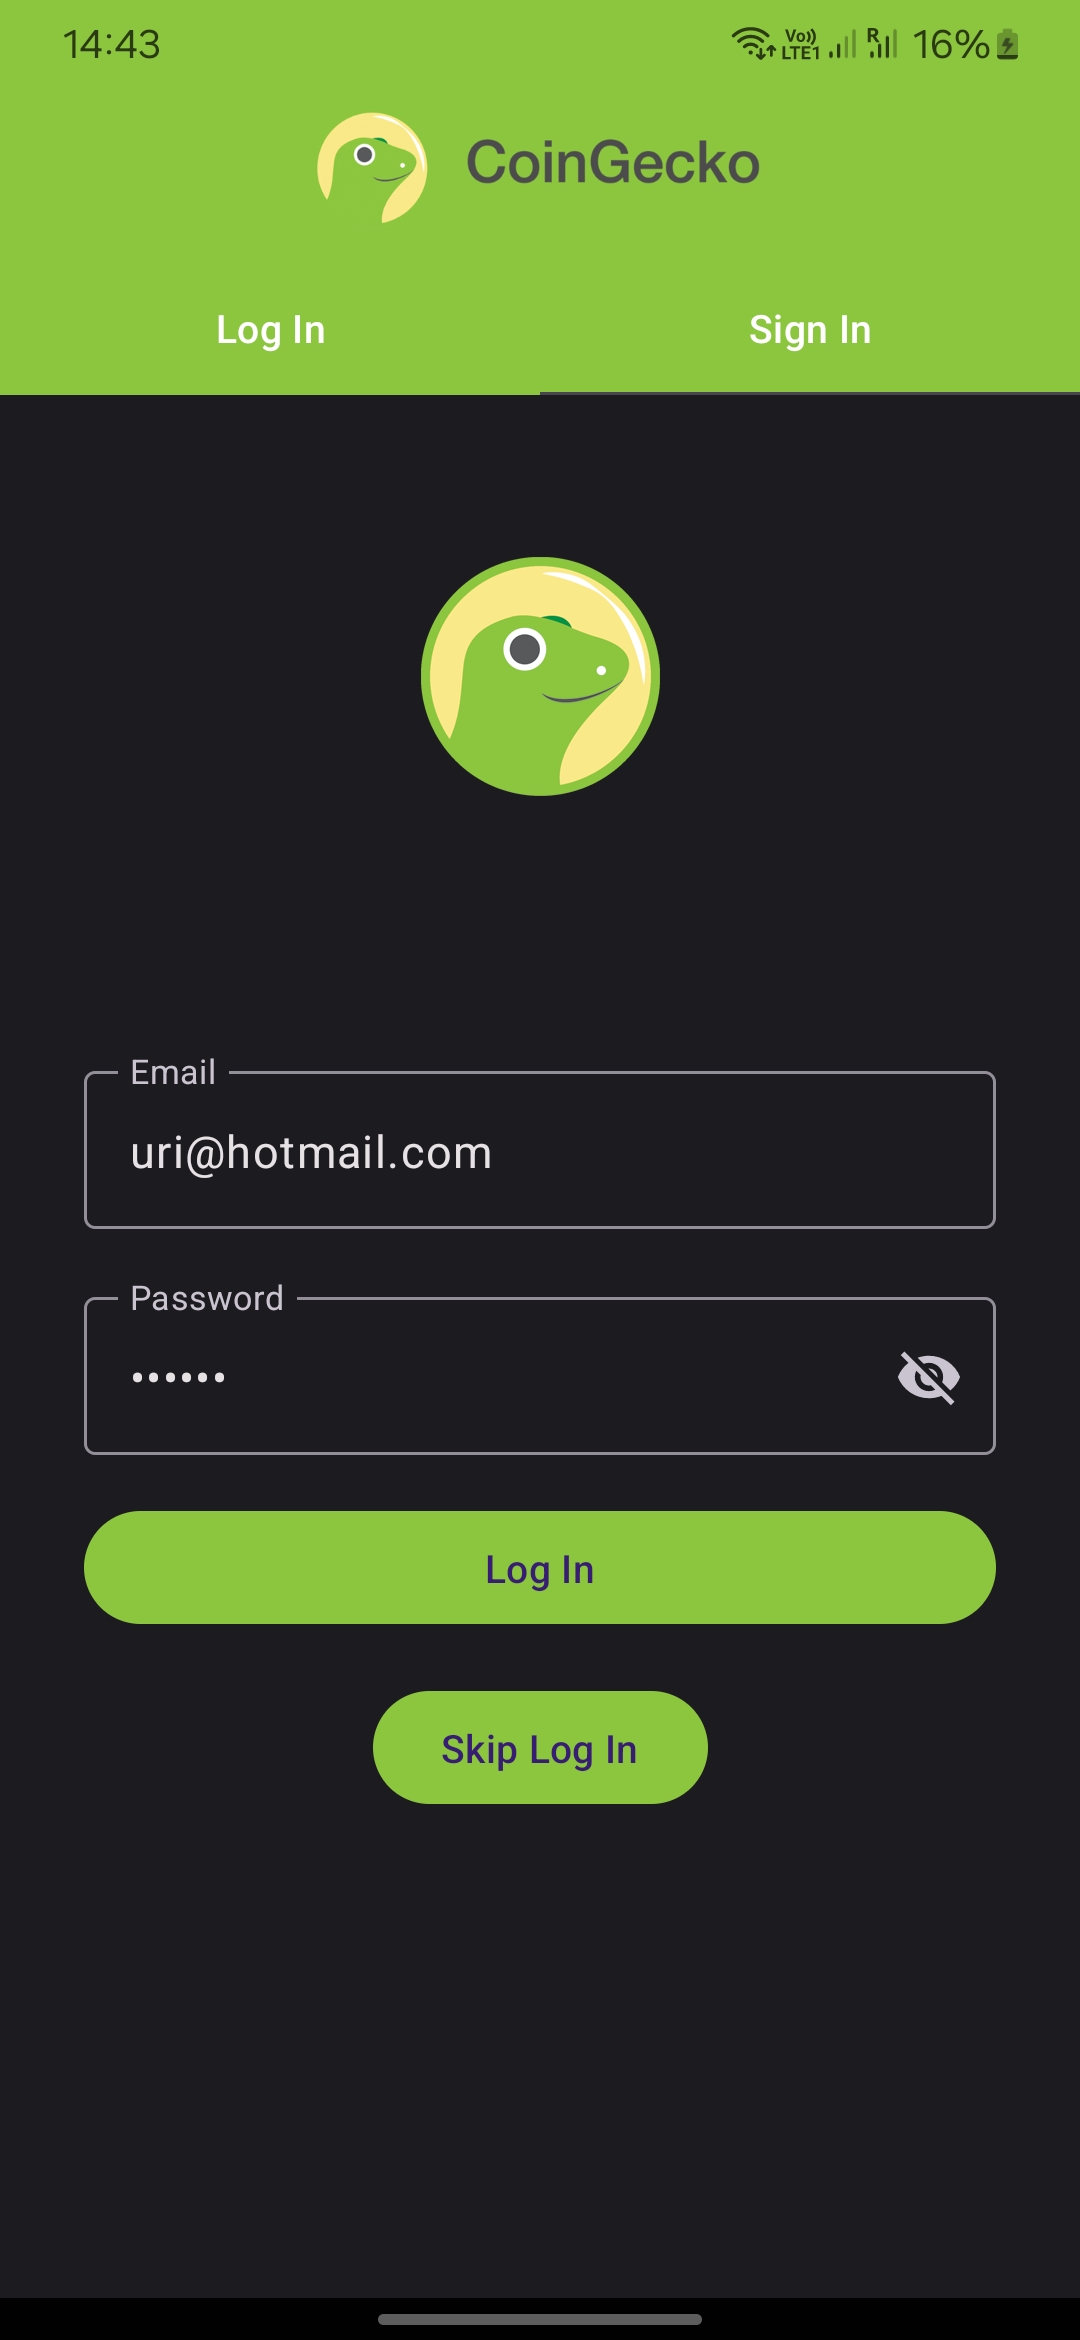 14:43 Vo)) LTE1 R 16%
CoinGecko
Log In Sign In
Email
uri@hotmail.com
Password
••••••
Log In
Skip Log In